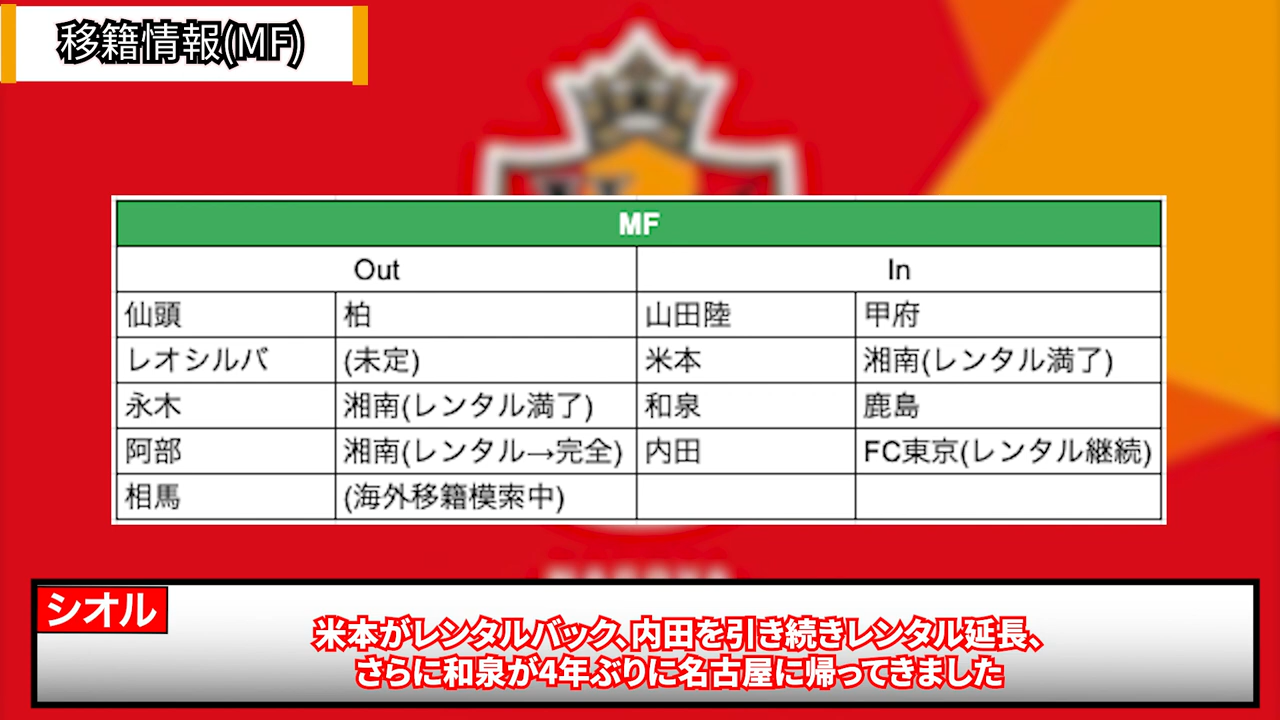 移籍情報(MF)
MF
Out In
仙頭 柏 山田陸 甲府
レオシルバ (未定) 米本 湘南(レンタル満了)
永木 湘南(レンタル満了) 和泉 鹿島
阿部 湘南(レンタル→完全) 内田 FC東京(レンタル継続)
相馬 (海外移籍模索中)
シオル
米本がレンタルバック、内田を引き続きレンタル延長、
さらに和泉が4年ぶりに名古屋に帰ってきました